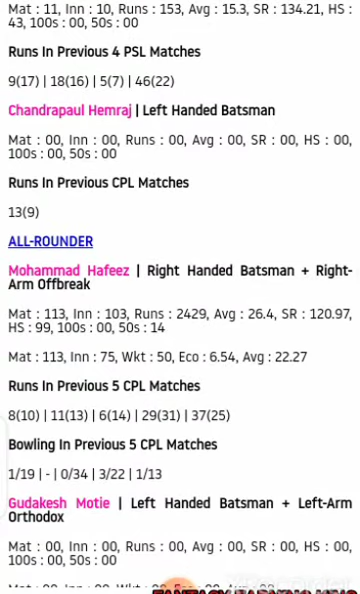 Mat : 11, Inn : 10, Runs : 153, Avg : 15.3, SR : 134.21, HS :
43, 100s : 00, 50s : 00
Runs In Previous 4 PSL Matches
9(17) | 18(16) | 5(7) | 46(22)
Chandrapaul Hemraj | Left Handed Batsman
Mat : 00, Inn : 00, Runs : 00, Avg : 00, SR : 00, HS : 00,
100s : 00, 50s : 00
Runs In Previous CPL Matches
13(9)
ALL-ROUNDER
Mohammad Hafeez | Right Handed Batsman + Right-
Arm Offbreak
Mat : 113, Inn : 103, Runs : 2429, Avg : 26.4, SR : 120.97,
HS : 99, 100s : 00, 50s : 14
Mat : 113, Inn : 75, Wkt : 50, Eco : 6.54, Avg : 22.27
Runs In Previous 5 CPL Matches
8(10) | 11(13) | 6(14) | 29(31) | 37(25)
Bowling In Previous 5 CPL Matches
1/19 | - | 0/34 | 3/22 | 1/13
Gudakesh Motie | Left Handed Batsman + Left-Arm
Orthodox
Mat : 00, Inn : 00, Runs : 00, Avg : 00, SR : 00, HS : 00,
100s : 00, 50s : 00